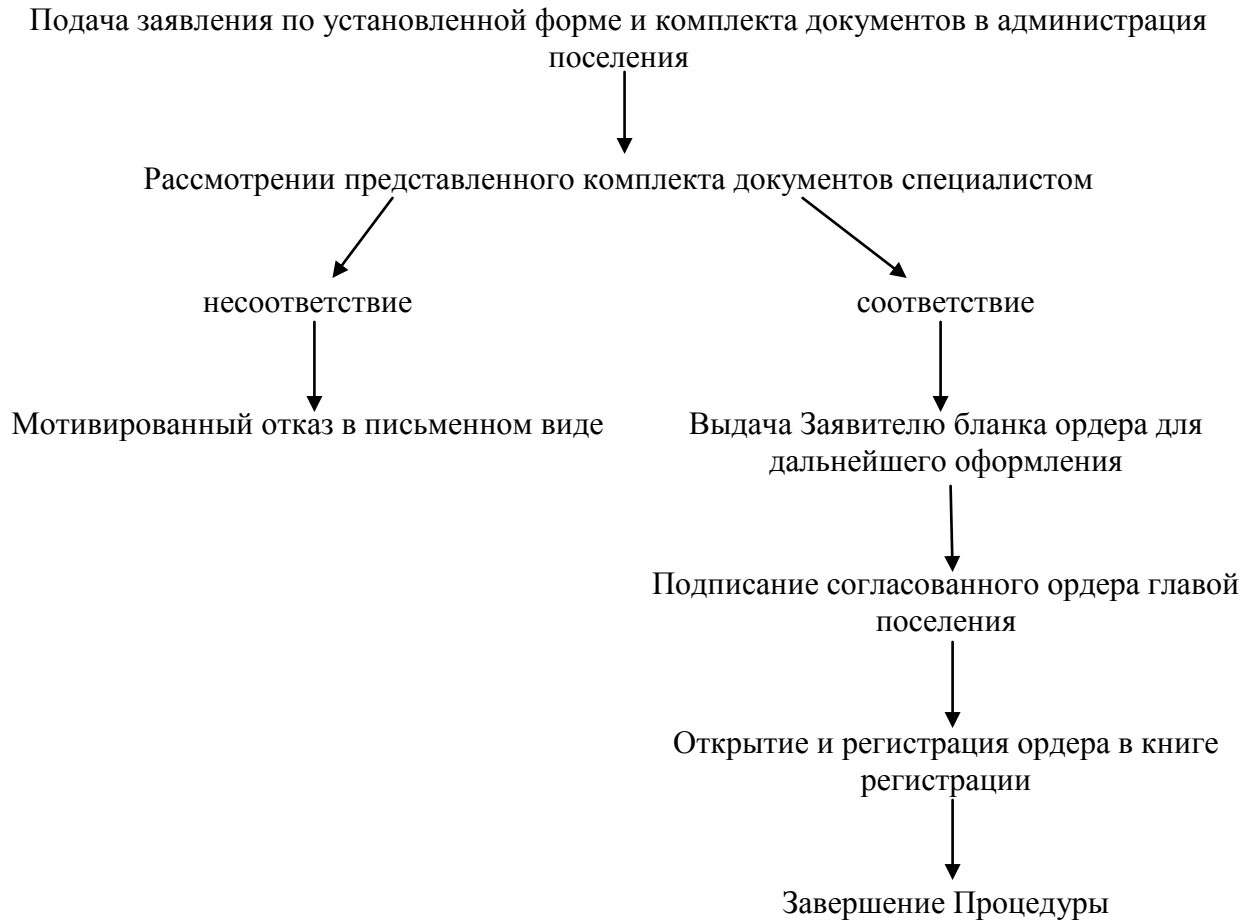 Подача заявления по установленной форме и комплекта документов в администрация
поселения
Рассмотрении представленного комплекта документов специалистом
несоответствие
соответствие
Мотивированный отказ в письменном виде
Выдача Заявителю бланка ордера для
дальнейшего оформления
Подписание согласованного ордера главой
поселения
Открытие и регистрация ордера в книге
регистрации
Завершение Процедуры